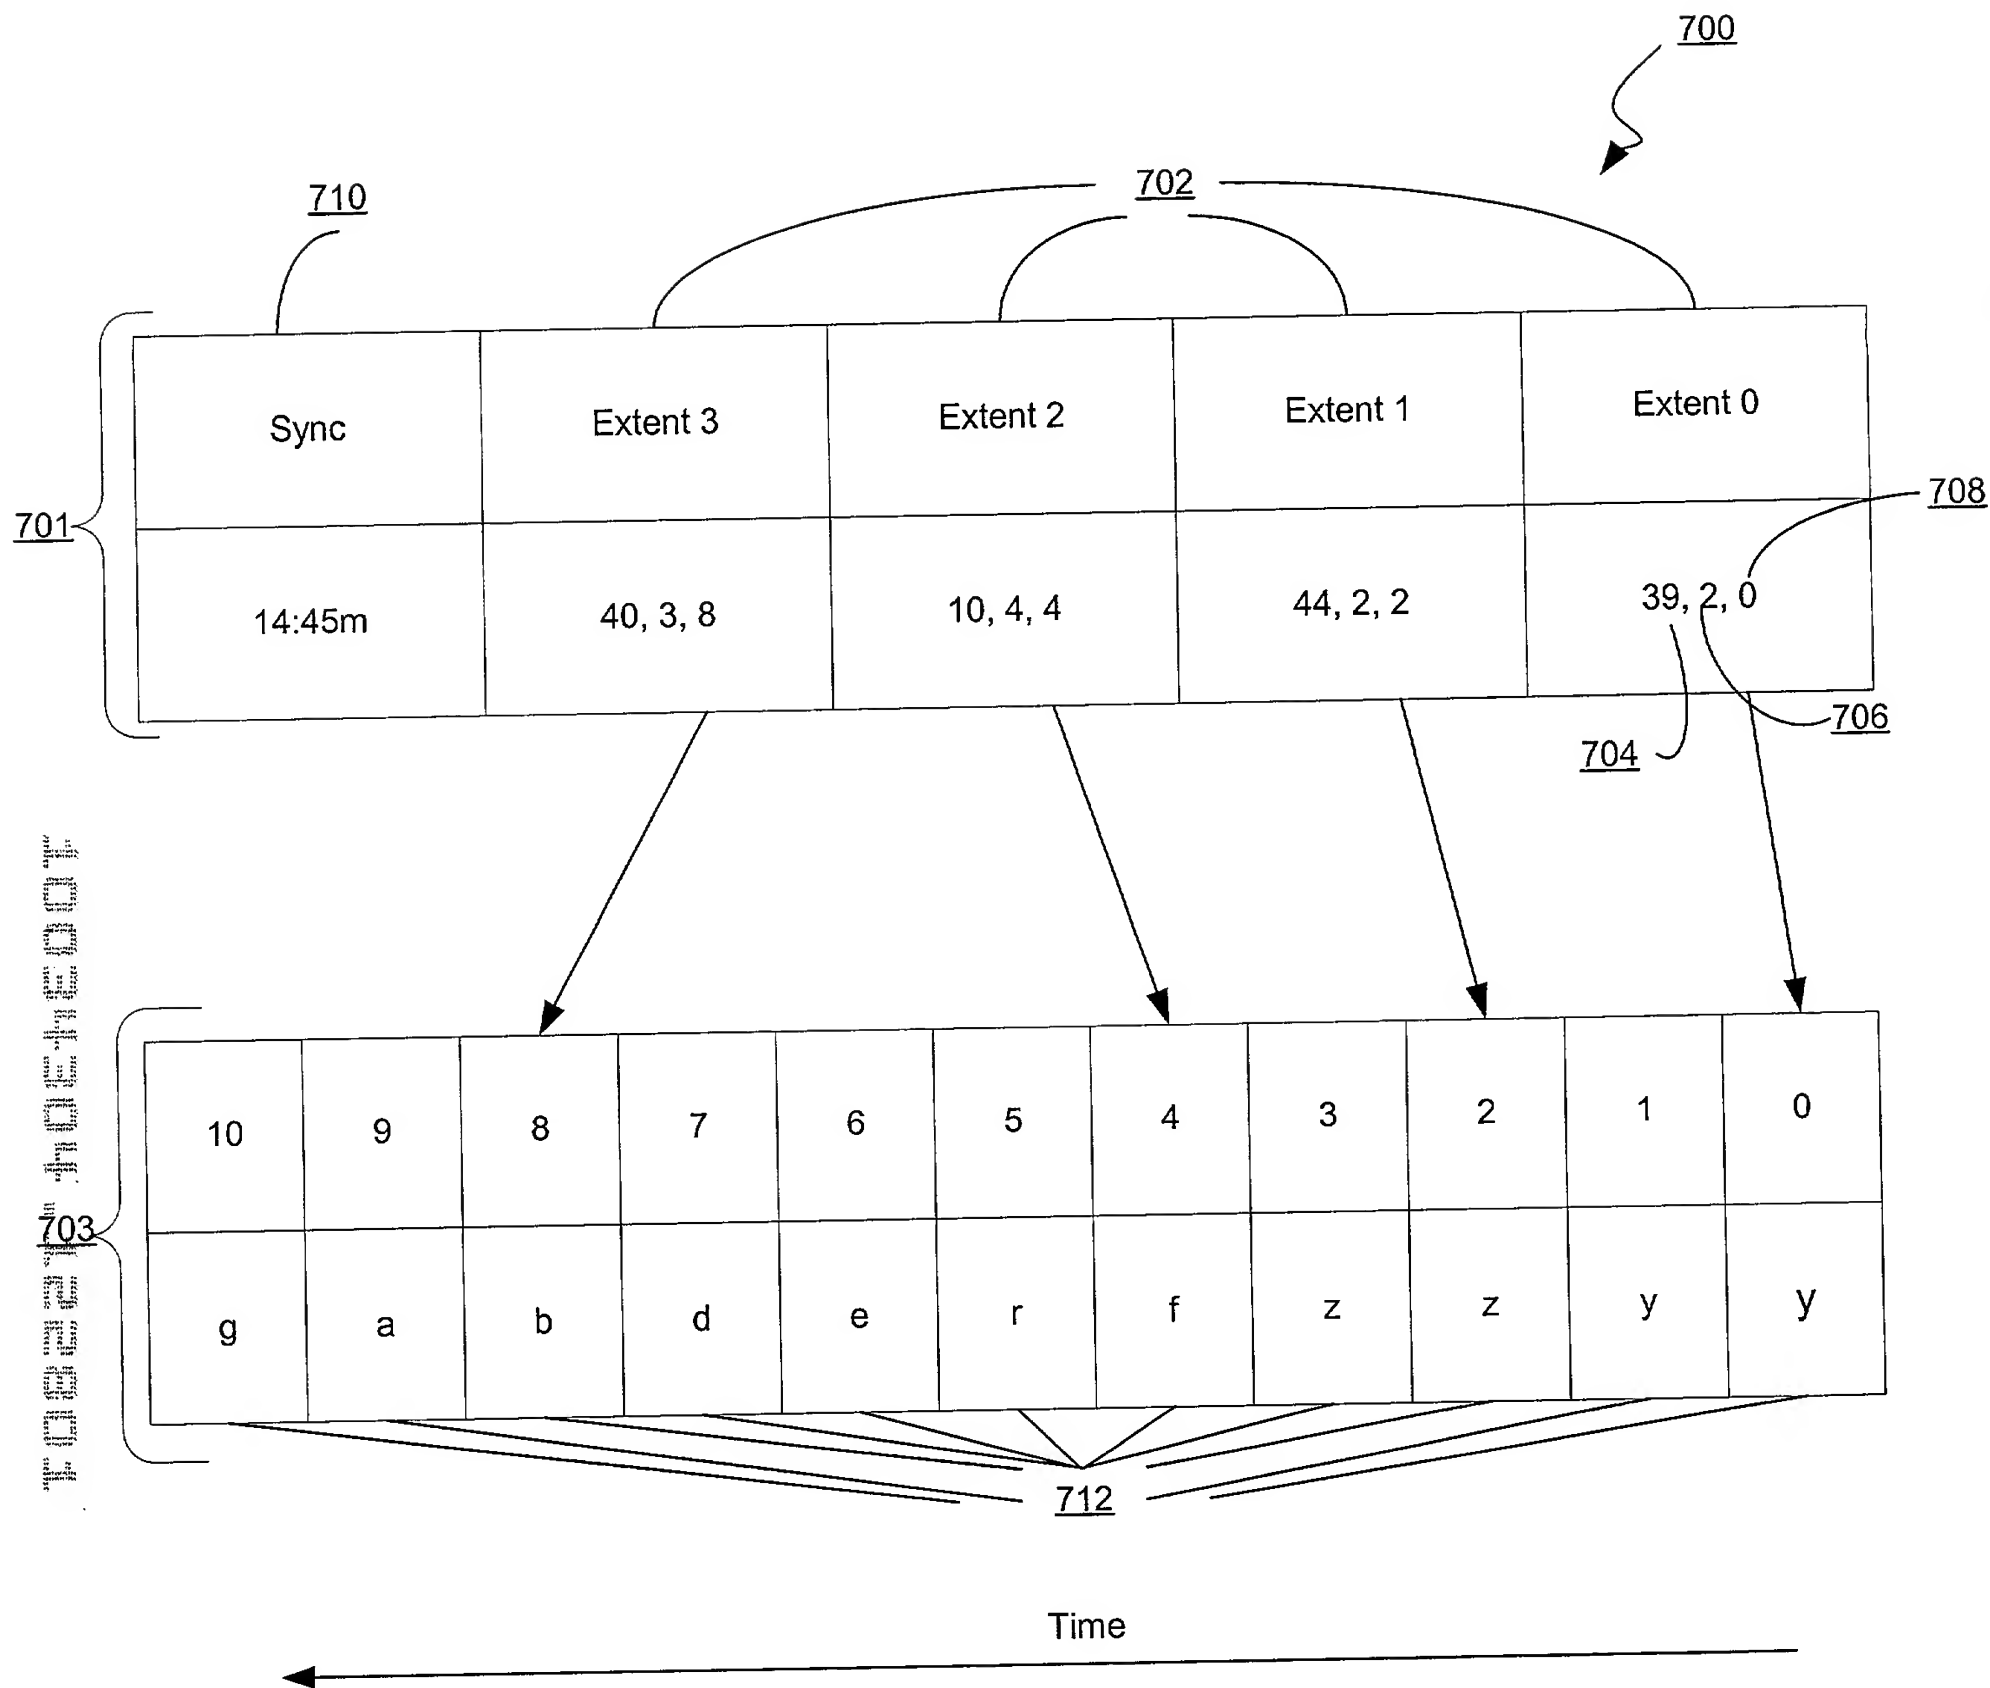 700
710
702
Sync Extent 3 Extent 2 Extent 1 Extent 0
701
708
14:45m 40, 3, 8 10, 4, 4 44, 2, 2 39, 2, 0
706
704
10 9 8 7 6 5 4 3 2 1 0
703
g a b d e r f z z y y
712
Time